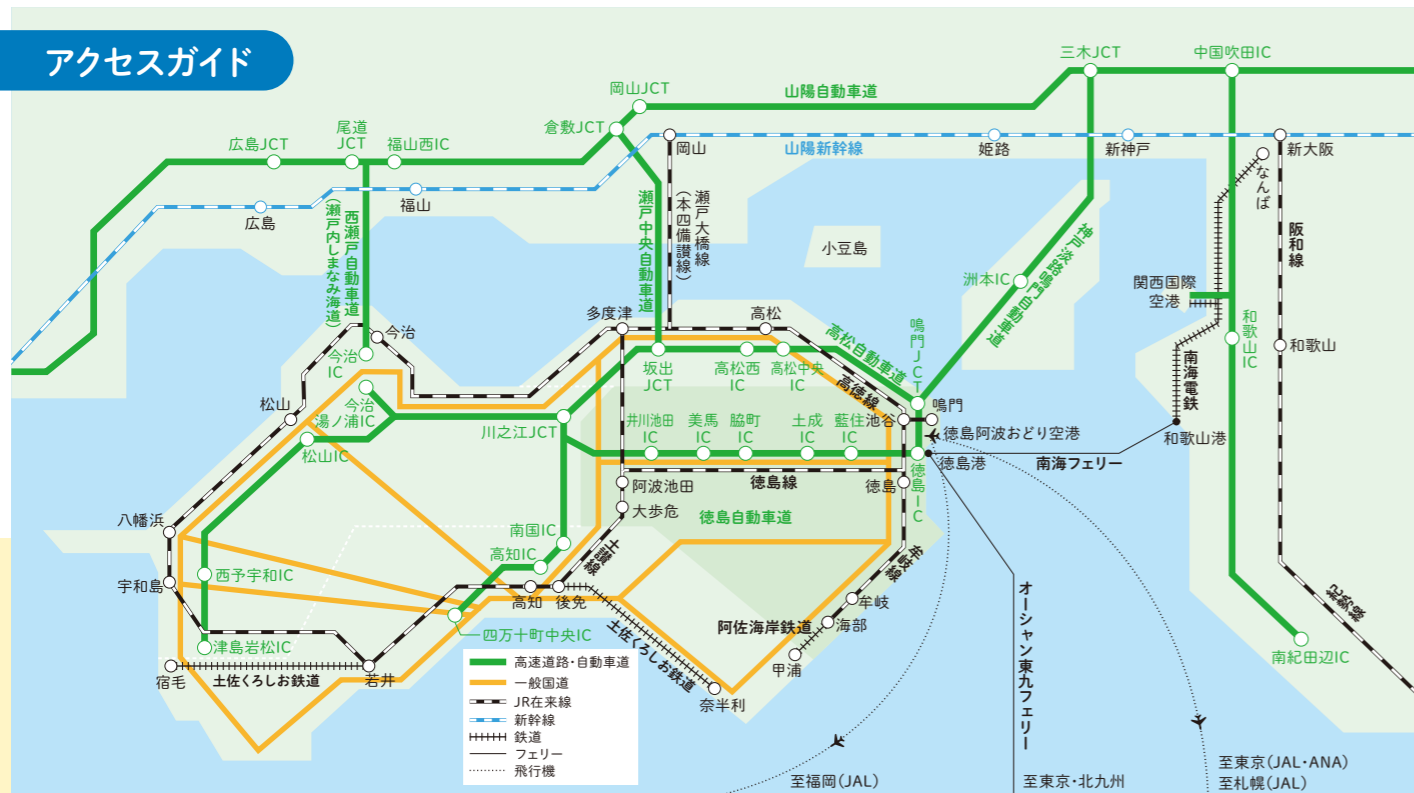 アクセスガイド
三木JCT
中国吹田IC
岡山JCT
山陽自動車道
倉敷JCT
広島JCT
尾道
JCT
福山西IC
岡山
山陽新幹線
姫路
新神戸
新大阪
なんば
広島
福山
西瀬戸自動車道
(瀬戸内しまなみ海道)
瀬戸中央自動車道
瀬戸大橋線
(本四備讃線)
小豆島
神戸淡路鳴門自動車道
洲本IC
関西国際
空港
阪和線
和歌山IC
和歌山
南海電鉄
和歌山港
今治
今治
IC
多度津
高松
高松自動車道
鳴門JCT
坂出
JCT
高松西
IC
高松中央
IC
高徳線
今治
湯ノ浦IC
松山
松山IC
川之江JCT
井川池田
IC
美馬
IC
脇町
IC
土成
IC
藍住
IC
池谷
鳴門
徳島阿波おどり空港
徳島港
南海フェリー
徳島線
徳島
徳島IC
阿波池田
大歩危
徳島自動車道
八幡浜
南国IC
高知IC
土讃線
牟岐線
宇和島
西予宇和IC
高知
後免
牟岐
海部
阿佐海岸鉄道
甲浦
オーシャン東九フェリー
紀勢線
南紀田辺IC
津島岩松IC
四万十町中央IC
土佐くろしお鉄道
宿毛
土佐くろしお鉄道
若井
奈半利
高速道路・自動車道
一般国道
JR在来線
新幹線
鉄道
フェリー
飛行機
至福岡(JAL)
至東京・北九州
至東京(JAL・ANA)
至札幌(JAL)